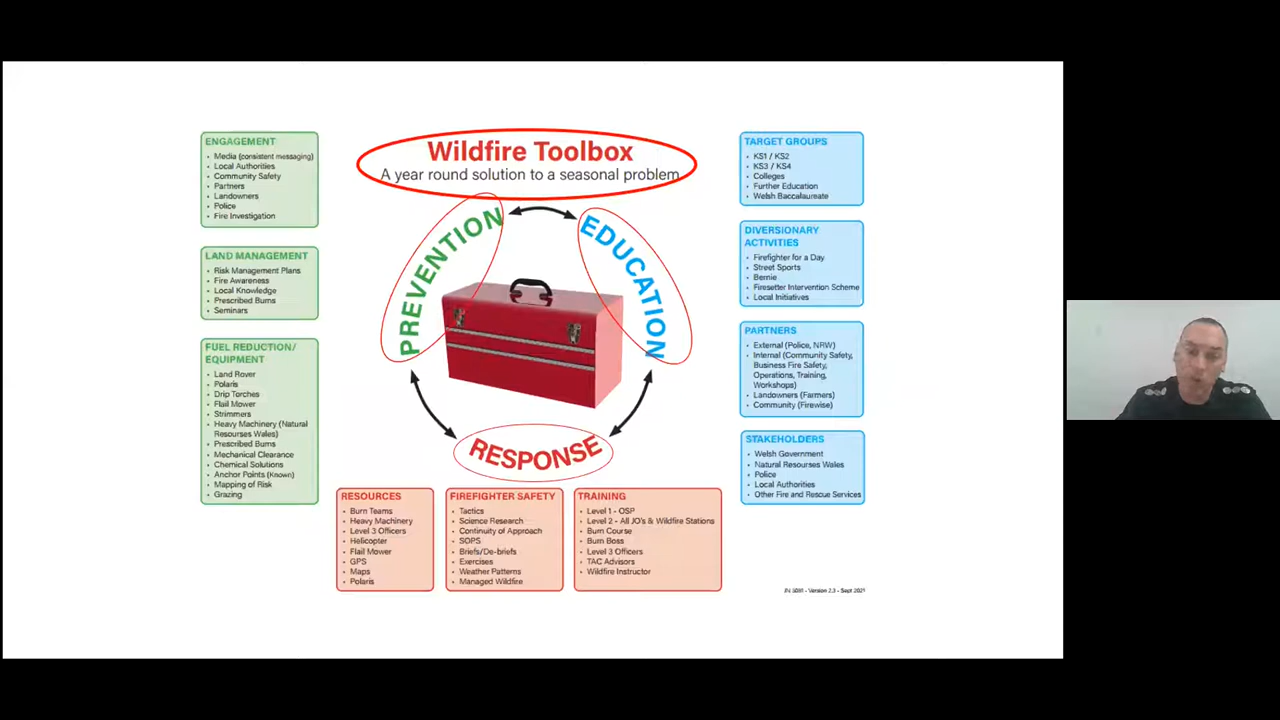 Wildfire Toolbox
A year round solution to a seasonal problem
PREVENTION
EDUCATION
RESPONSE
ENGAGEMENT
• Media (consistent messaging)
• Local Authorities
• Community Safety
• Partners
• Landowners
• Police
• Fire Investigation
LAND MANAGEMENT
• Risk Management Plans
• Fire Awareness
• Local Knowledge
• Prescribed Burns
• Seminars
FUEL REDUCTION/
EQUIPMENT
• Land Rover
• Polaris
• Drip Torches
• Flail Mower
• Strimmers
• Heavy Machinery (Natural
Resourses Wales)
• Prescribed Burns
• Mechanical Clearance
• Chemical Solutions
• Anchor Points (Known)
• Mapping of Risk
• Grazing
RESOURCES
• Burn Teams
• Heavy Machinery
• Level 3 Officers
• Helicopter
• Flail Mower
• GPS
• Maps
• Polaris
FIREFIGHTER SAFETY
• Tactics
• Science Research
• Continuity of Approach
• SOPS
• Briefs/De-briefs
• Exercises
• Weather Patterns
• Managed Wildfire
TRAINING
• Level 1 - OSP
• Level 2 - All JO's & Wildfire Stations
• Burn Course
• Burn Boss
• Level 3 Officers
• TAC Advisors
• Wildfire Instructor
TARGET GROUPS
• KS1 / KS2
• KS3 / KS4
• Colleges
• Further Education
• Welsh Baccalaureate
DIVERSIONARY
ACTIVITIES
• Firefighter for a Day
• Street Sports
• Bernie
• Firesetter Intervention Scheme
• Local Initiatives
PARTNERS
• External (Police, NRW)
• Internal (Community Safety,
Business Fire Safety,
Operations, Training,
Workshops)
• Landowners (Farmers)
• Community (Firewise)
STAKEHOLDERS
• Welsh Government
• Natural Resourses Wales
• Police
• Local Authorities
• Other Fire and Rescue Services
- Version 2.3 - Sept 2021